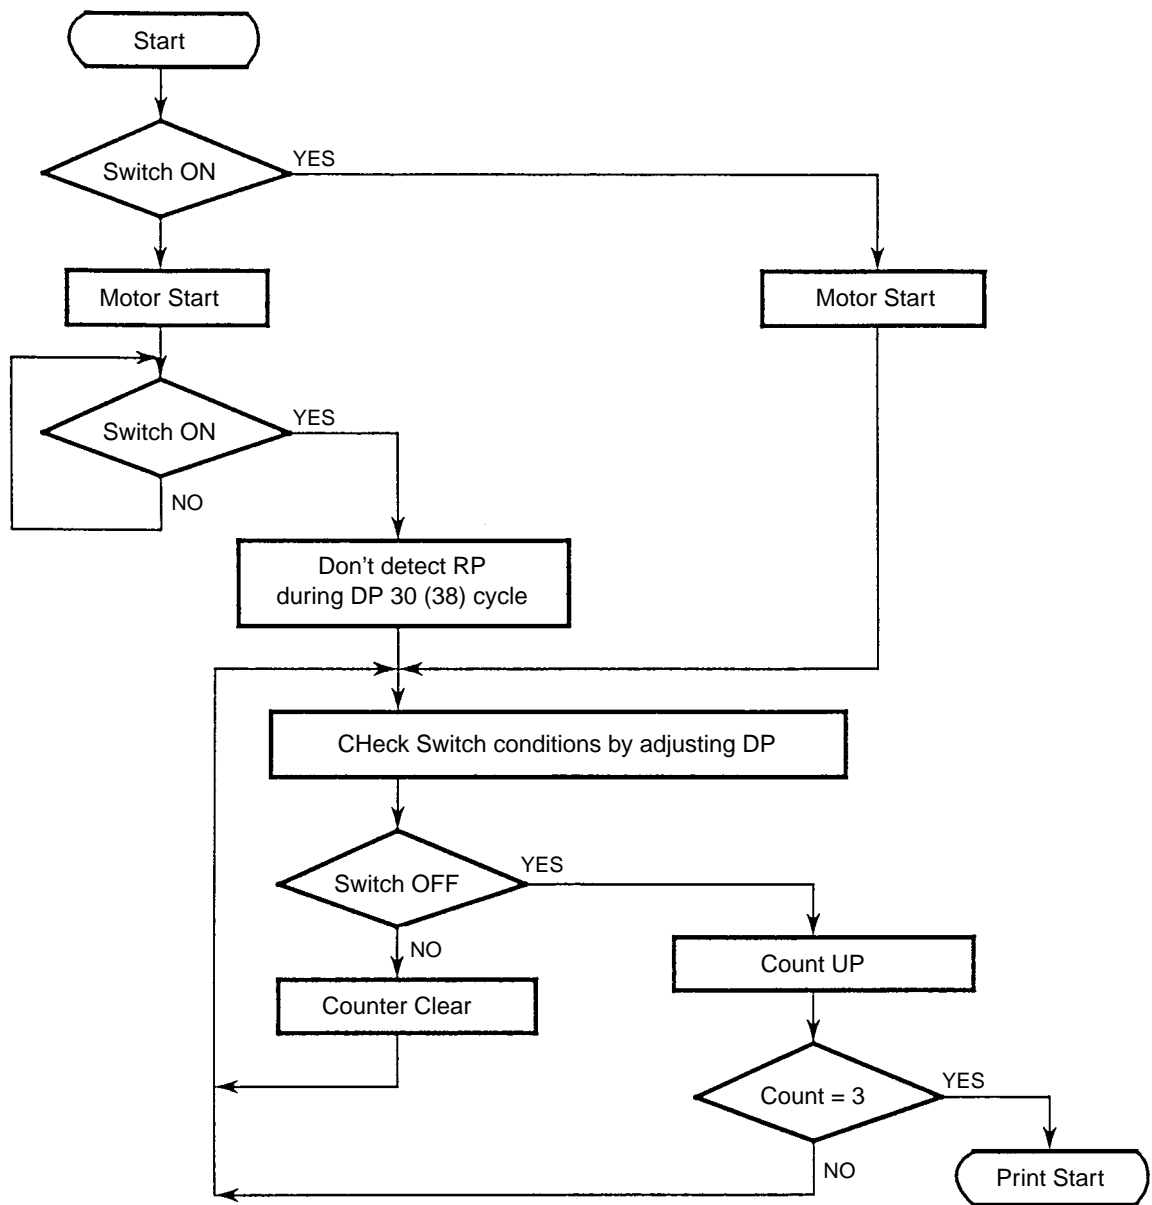 Start
Switch ON
YES
Motor Start
Motor Start
Switch ON
YES
NO
Don't detect RP
during DP 30 (38) cycle
CHeck Switch conditions by adjusting DP
Switch OFF
YES
NO
Count UP
Counter Clear
Count = 3
YES
NO
Print Start